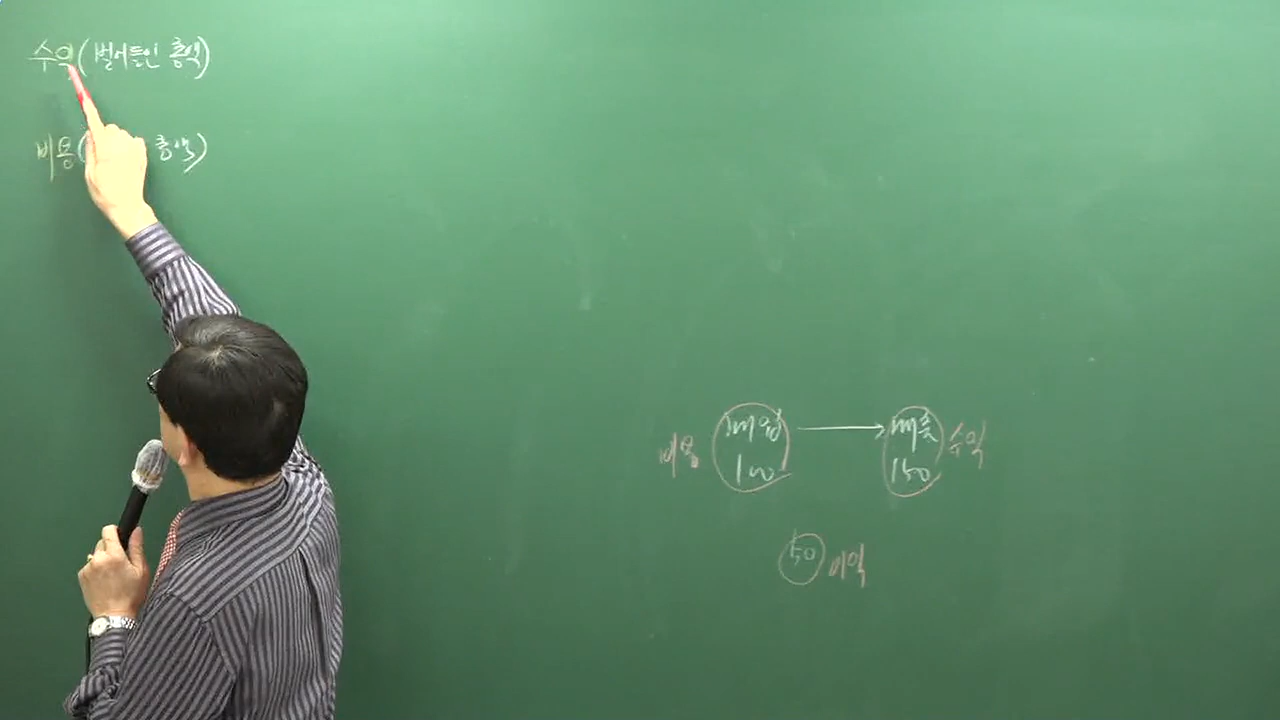 수익(벌어들인 총액)
비용( 총액)
비용 매입 → 매출 수익
100 150
50 이익